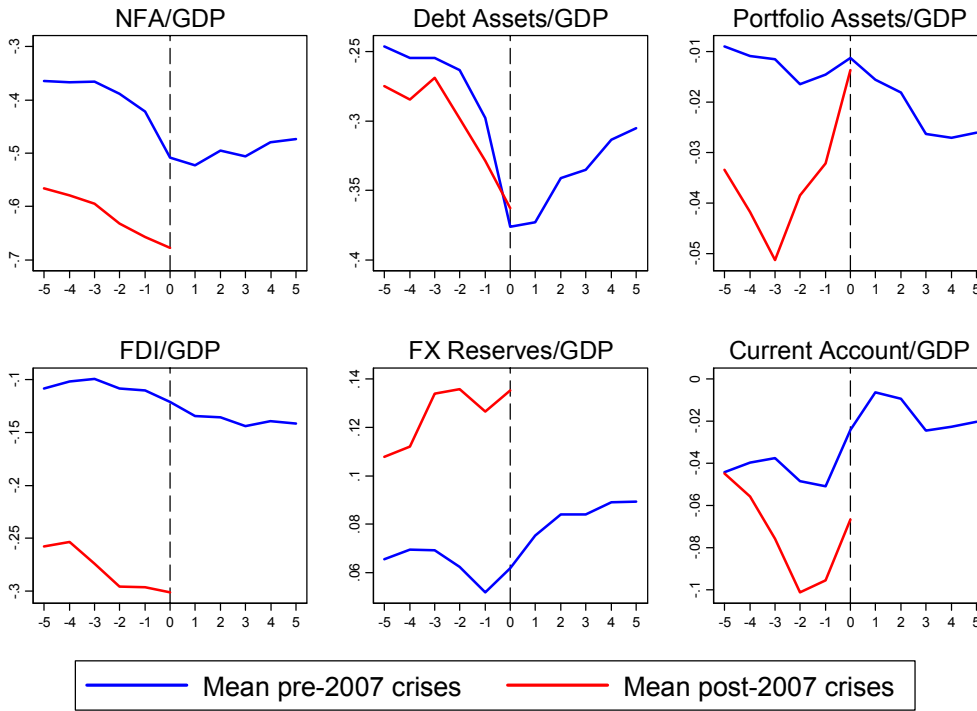 NFA/GDP
-.3
-.4
-.5
-.6
-.7
-5 -4 -3 -2 -1 0 1 2 3 4 5
Debt Assets/GDP
-.25
-.3
-.35
-.4
-5 -4 -3 -2 -1 0 1 2 3 4 5
Portfolio Assets/GDP
-.01
-.02
-.03
-.04
-.05
-5 -4 -3 -2 -1 0 1 2 3 4 5
FDI/GDP
-.1
-.15
-.2
-.25
-.3
-5 -4 -3 -2 -1 0 1 2 3 4 5
FX Reserves/GDP
.14
.12
.1
.08
.06
-5 -4 -3 -2 -1 0 1 2 3 4 5
Current Account/GDP
0
-.02
-.04
-.06
-.08
-.1
-5 -4 -3 -2 -1 0 1 2 3 4 5
Mean pre-2007 crises
Mean post-2007 crises